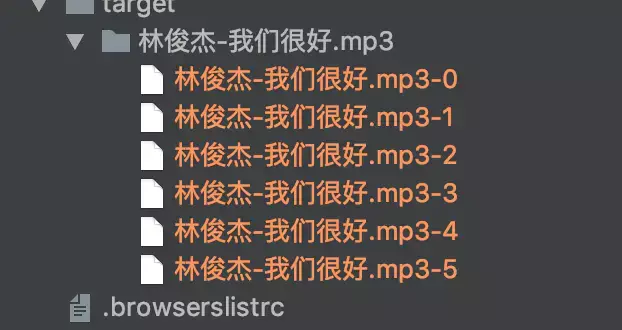 target
林俊杰-我们很好.mp3
林俊杰-我们很好.mp3-0
林俊杰-我们很好.mp3-1
林俊杰-我们很好.mp3-2
林俊杰-我们很好.mp3-3
林俊杰-我们很好.mp3-4
林俊杰-我们很好.mp3-5
.browserslistrc